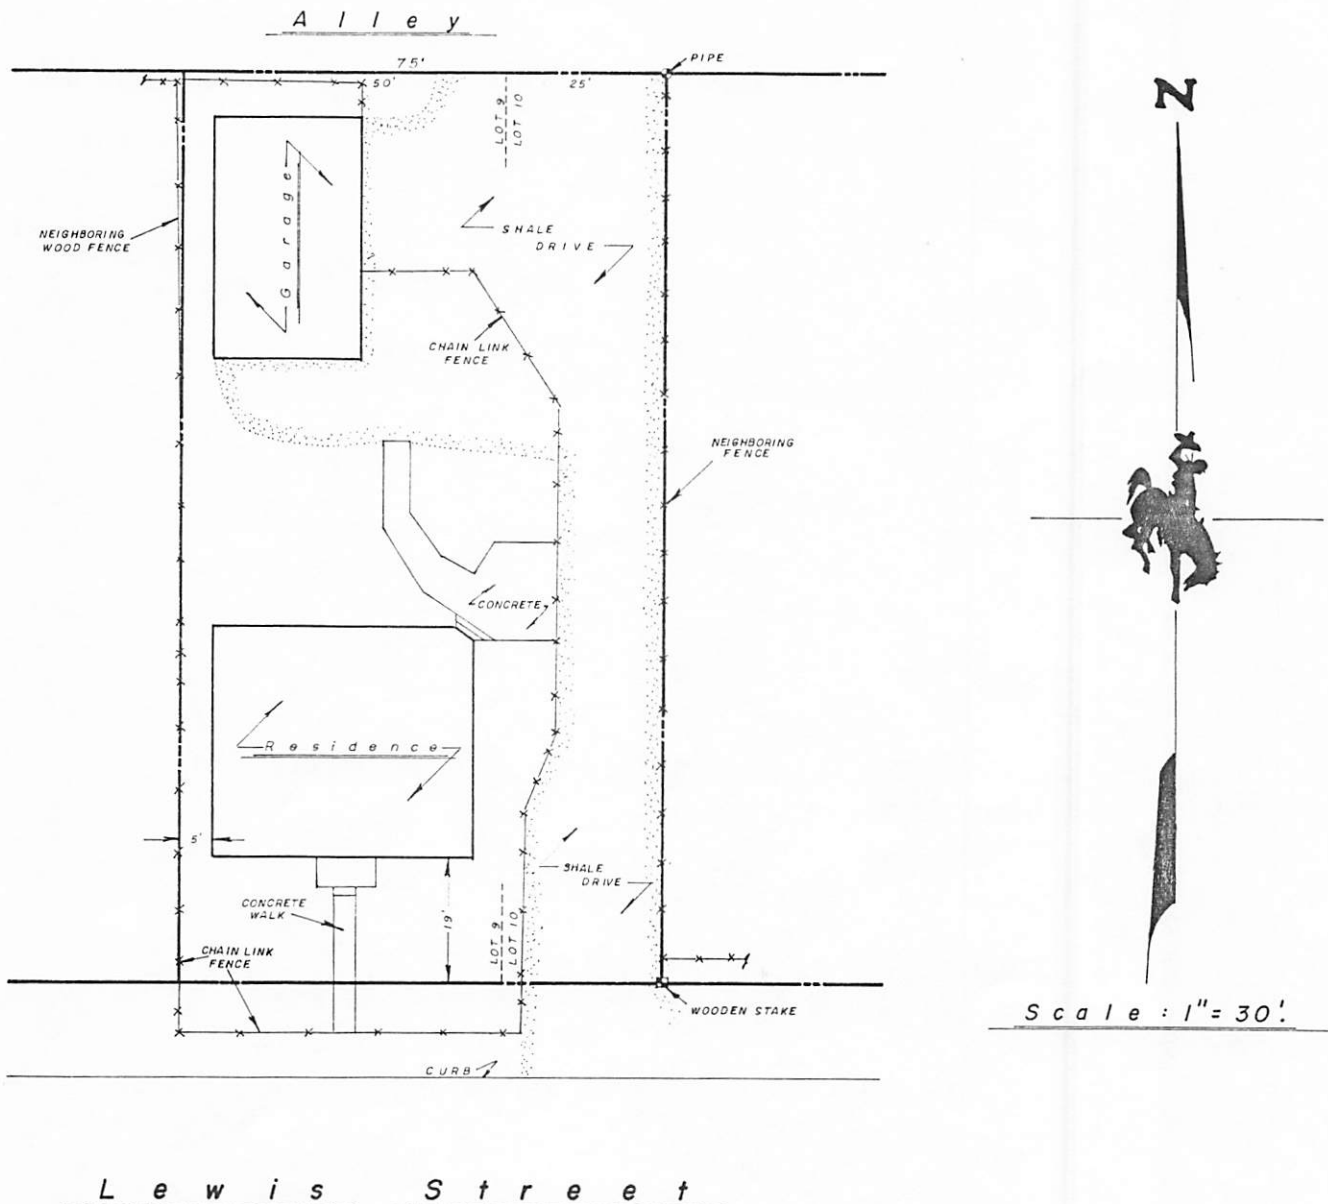 Alley
75'
50'
25'
PIPE
N
LOT 9
LOT 10
Garage
NEIGHBORING
WOOD FENCE
SHALE
DRIVE
CHAIN LINK
FENCE
NEIGHBORING
FENCE
CONCRETE
Residence
5'
SHALE
DRIVE
CONCRETE
WALK
19'
LOT 9
LOT 10
CHAIN LINK
FENCE
WOODEN STAKE
Scale: 1"=30'.
CURB
Lewis Street